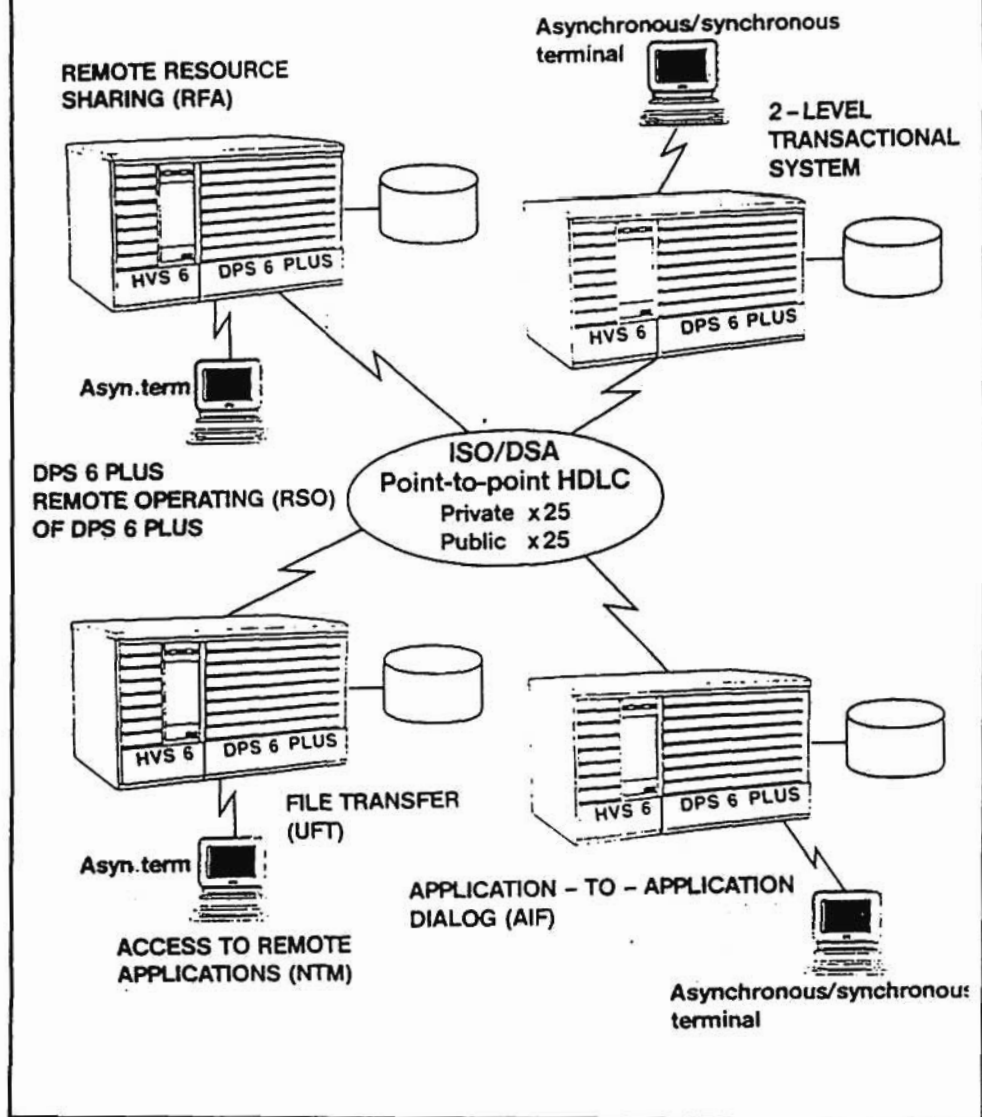 Asynchronous/synchronous
terminal
REMOTE RESOURCE
SHARING (RFA)
2-LEVEL
TRANSACTIONAL
SYSTEM
HVS 6 DPS 6 PLUS
HVS 6 DPS 6 PLUS
Asyn.term
ISO/DSA
Point-to-point HDLC
Private x25
Public x25
DPS 6 PLUS
REMOTE OPERATING (RSO)
OF DPS 6 PLUS
HVS 6 DPS 6 PLUS
HVS 6 DPS 6 PLUS
FILE TRANSFER
(UFT)
Asyn.term
APPLICATION - TO - APPLICATION
DIALOG (AIF)
ACCESS TO REMOTE
APPLICATIONS (NTM)
Asynchronous/synchronous
terminal